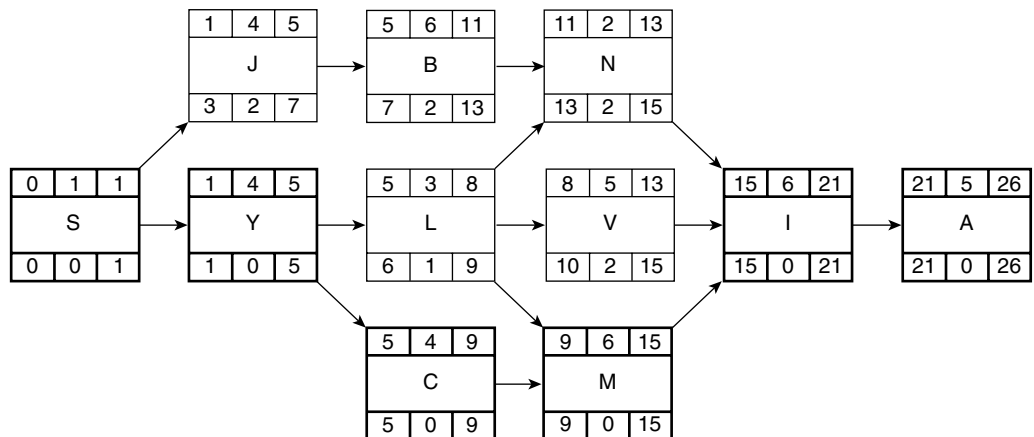 1 4 5
J
3 2 7
5 6 11
B
7 2 13
11 2 13
N
13 2 15
0 1 1
S
0 0 1
1 4 5
Y
1 0 5
5 3 8
L
6 1 9
8 5 13
V
10 2 15
15 6 21
I
15 0 21
21 5 26
A
21 0 26
5 4 9
C
5 0 9
9 6 15
M
9 0 15